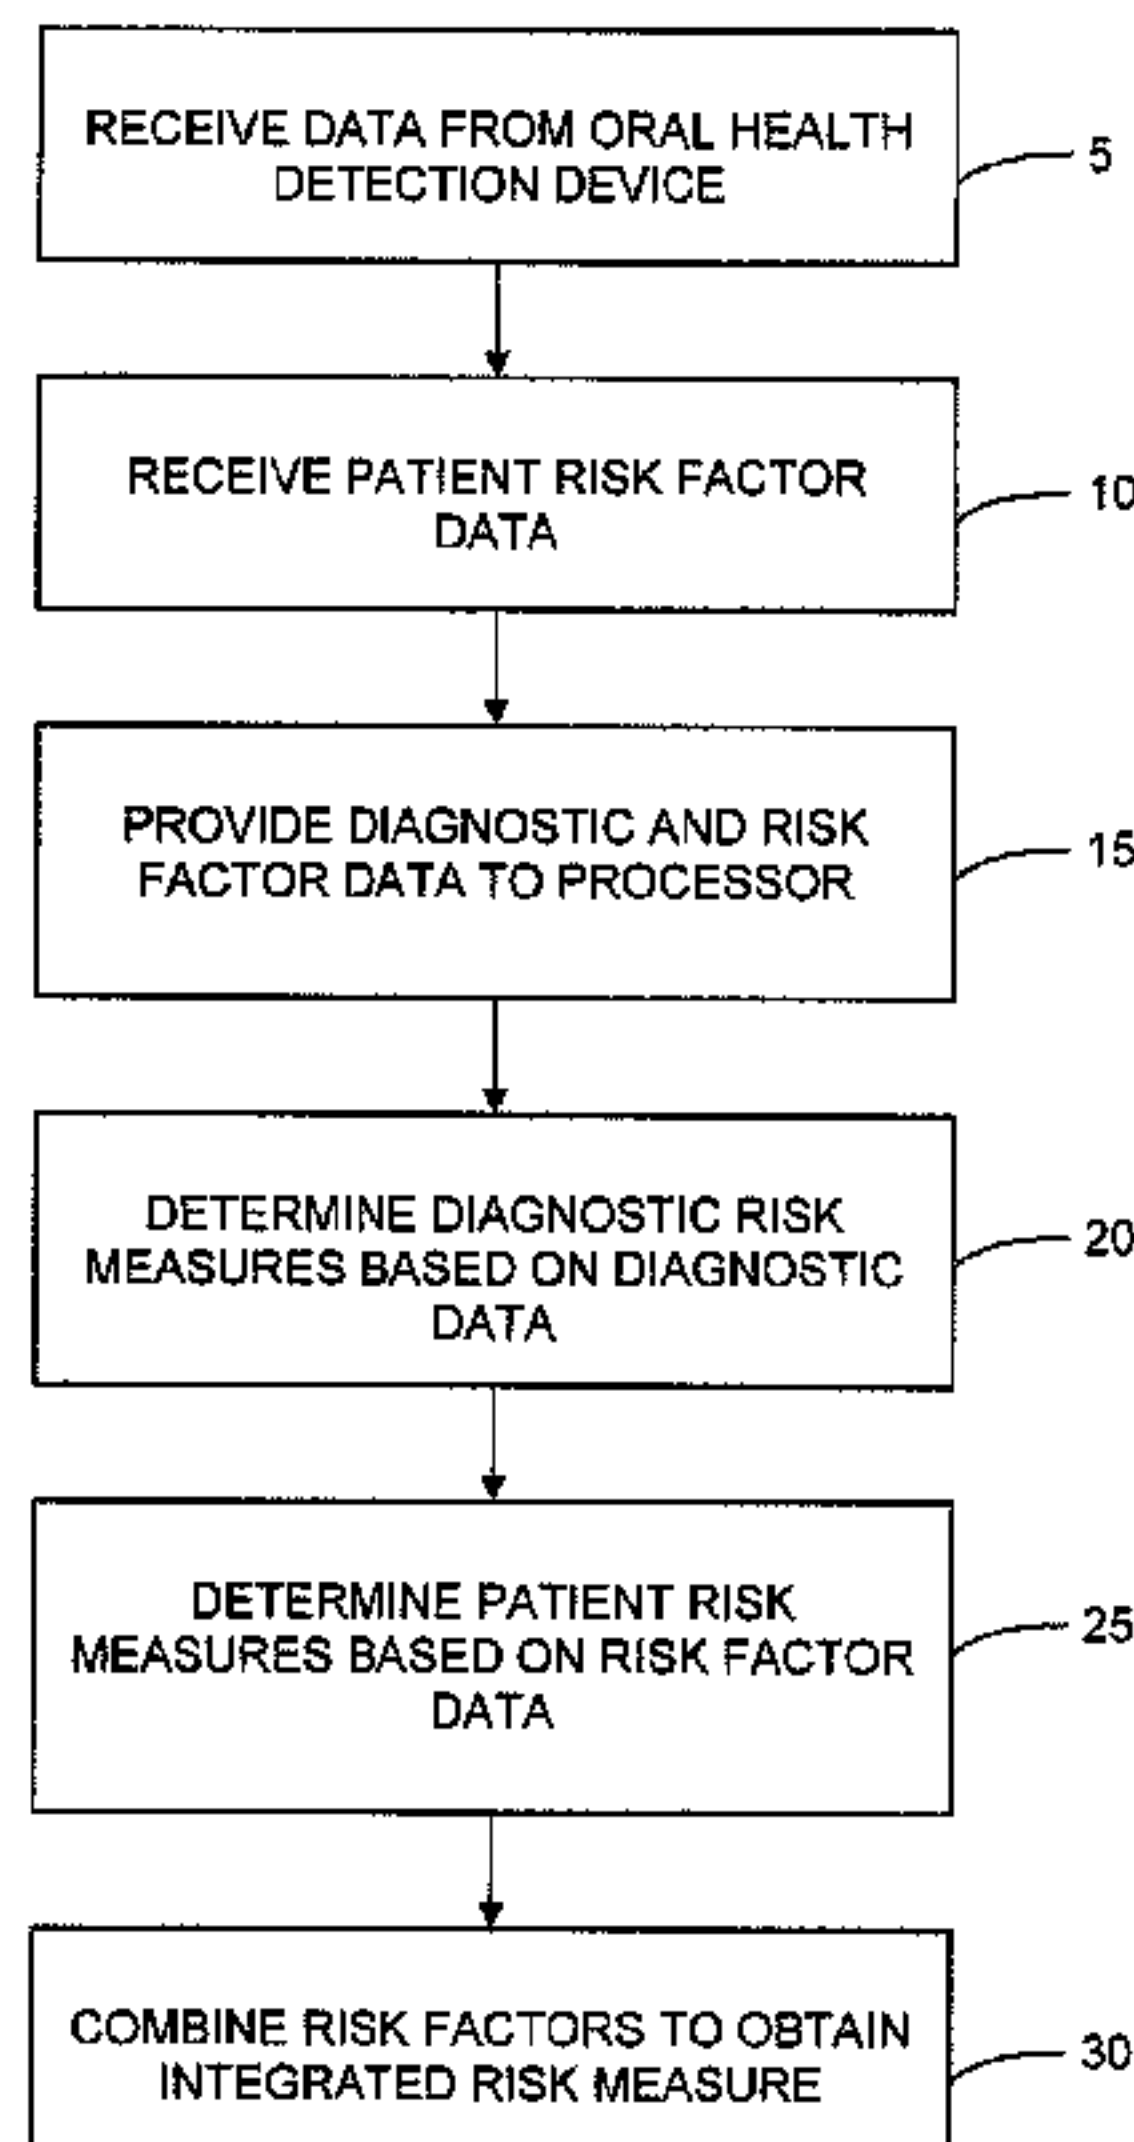 RECEIVE DATA FROM ORAL HEALTH
DETECTION DEVICE
5
RECEIVE PATIENT RISK FACTOR
DATA
10
PROVIDE DIAGNOSTIC AND RISK
FACTOR DATA TO PROCESSOR
15
DETERMINE DIAGNOSTIC RISK
MEASURES BASED ON DIAGNOSTIC
DATA
20
DETERMINE PATIENT RISK
MEASURES BASED ON RISK FACTOR
DATA
25
COMBINE RISK FACTORS TO OBTAIN
INTEGRATED RISK MEASURE
30